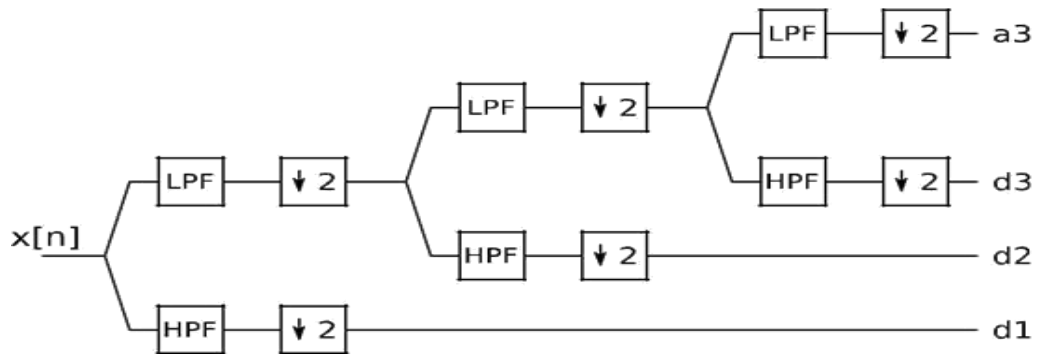 LPF ↓ 2 a3
LPF ↓ 2
LPF ↓ 2 HPF ↓ 2 d3
x[n]
HPF ↓ 2 d2
HPF ↓ 2 d1